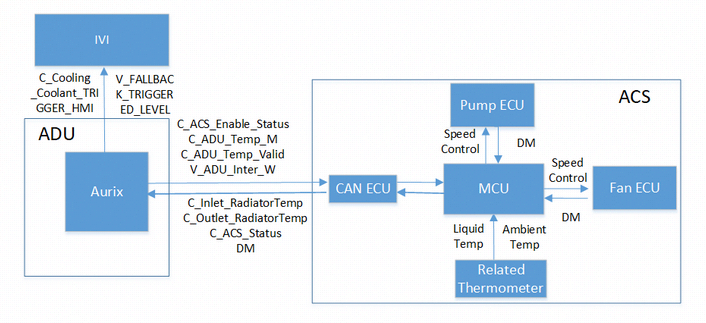 IVI
C_Cooling
_Coolant_TRI
GGER_HMI
V_FALLBAC
K_TRIGGER
ED_LEVEL
ADU
Aurix
C_ACS_Enable_Status
C_ADU_Temp_M
C_ADU_Temp_Valid
V_ADU_Inter_W
C_Inlet_RadiatorTemp
C_Outlet_RadiatorTemp
C_ACS_Status
DM
ACS
Pump ECU
Speed
Control
DM
CAN ECU
MCU
Speed
Control
DM
Fan ECU
Liquid
Temp
Ambient
Temp
Related
Thermometer